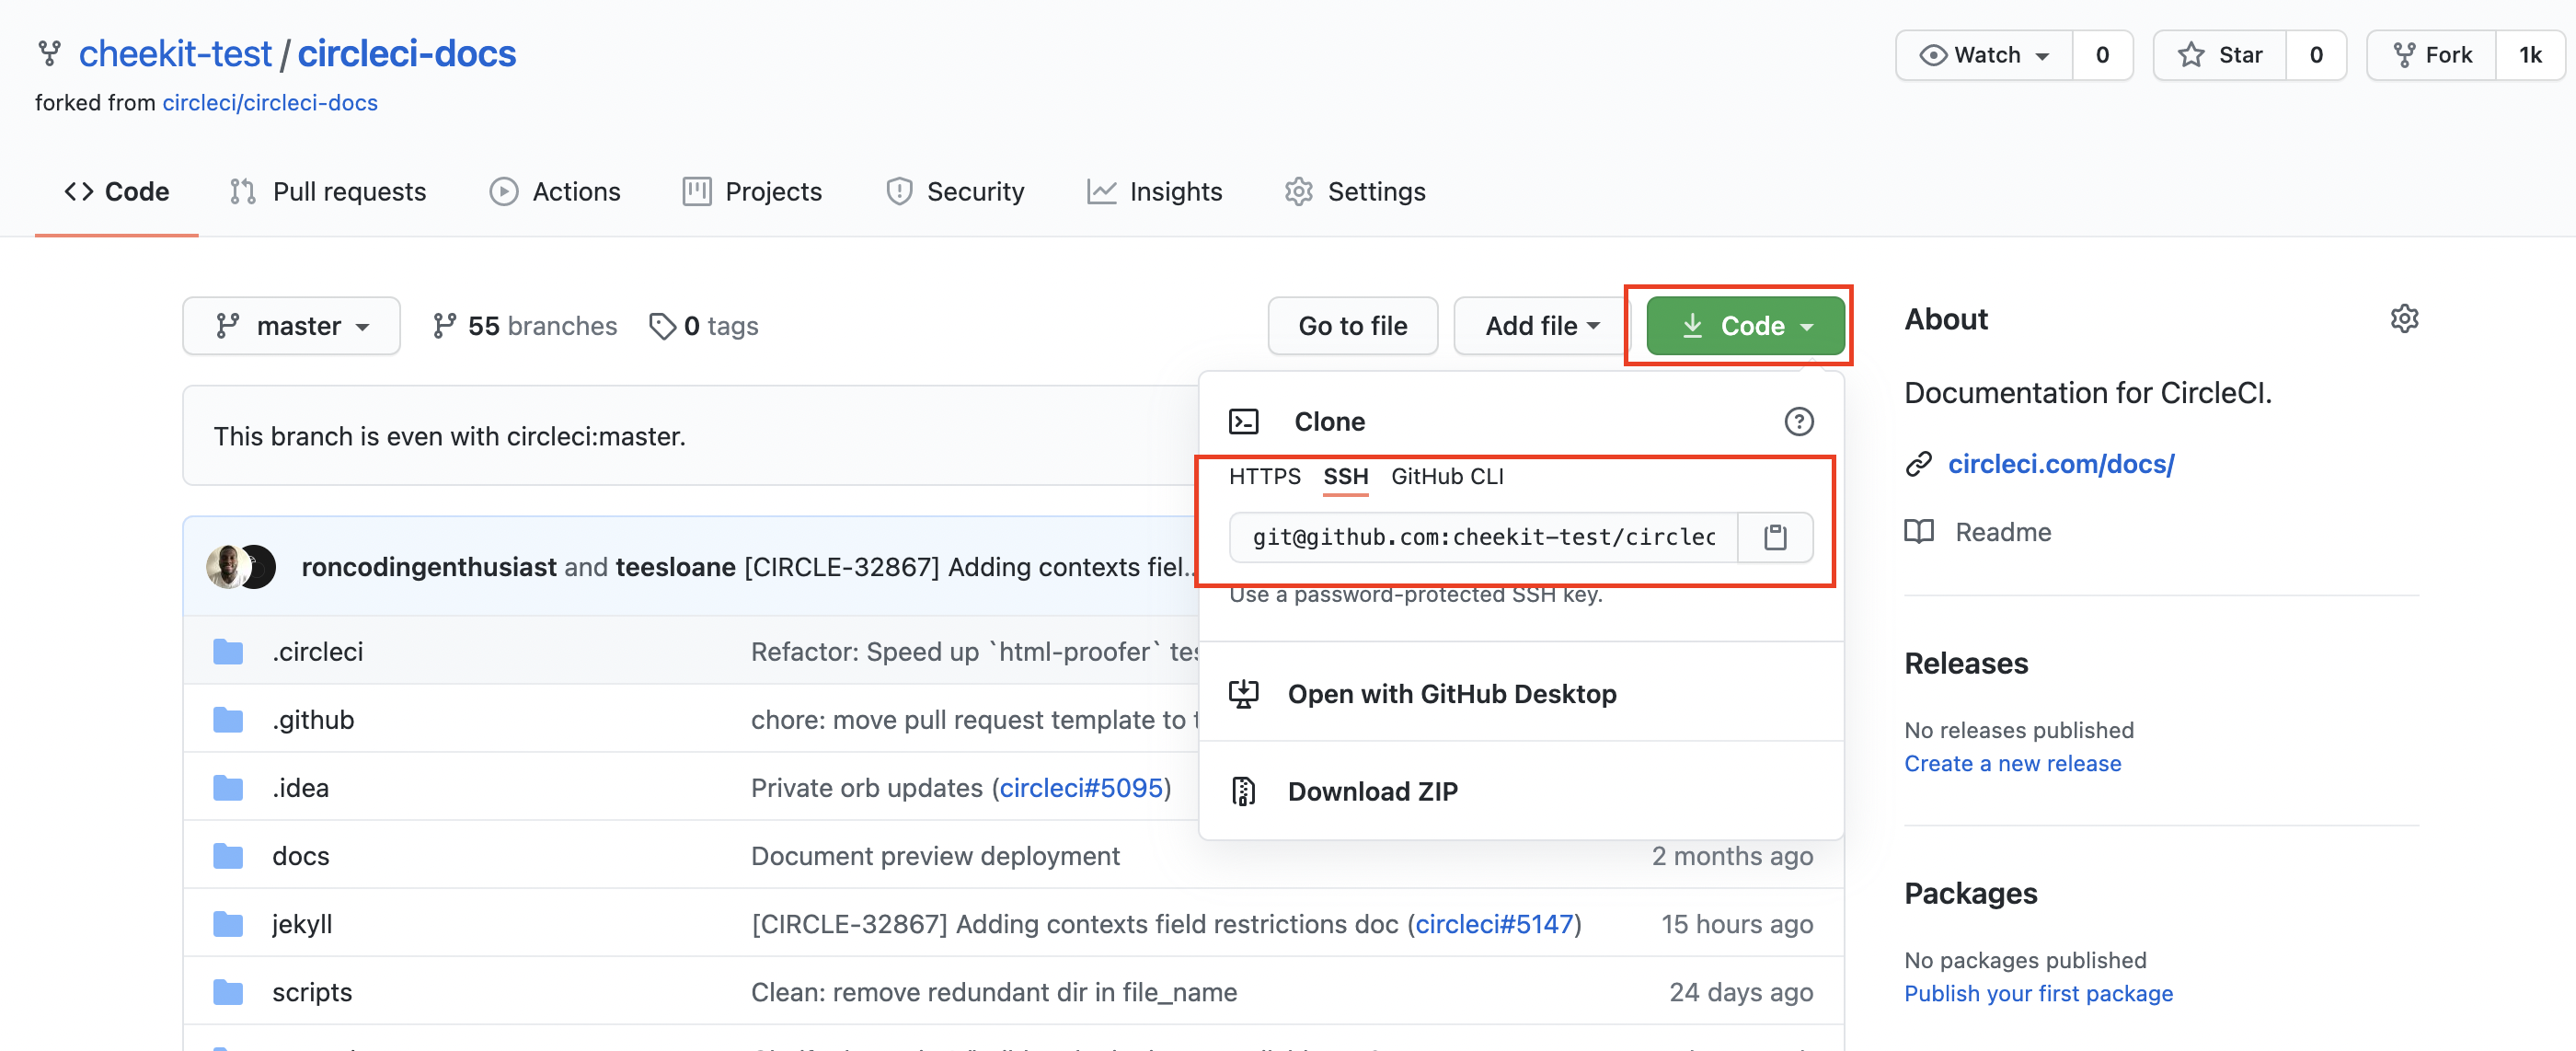 cheekit-test / circleci-docs
Watch 0
Star 0
Fork 1k
forked from circleci/circleci-docs
Code
Pull requests
Actions
Projects
Security
Insights
Settings
master
55 branches
0 tags
Go to file
Add file
Code
This branch is even with circleci:master.
Clone
HTTPS SSH GitHub CLI
git@github.com:cheekit-test/circlec
Use a password-protected SSH key.
Open with GitHub Desktop
Download ZIP
roncodingenthusiast and teesloane [CIRCLE-32867] Adding contexts fiel..
.circleci Refactor: Speed up `html-proofer` tes
.github chore: move pull request template to t
.idea Private orb updates (circleci#5095)
docs Document preview deployment 2 months ago
jekyll [CIRCLE-32867] Adding contexts field restrictions doc (circleci#5147) 15 hours ago
scripts Clean: remove redundant dir in file_name 24 days ago
About
Documentation for CircleCI.
circleci.com/docs/
Readme
Releases
No releases published
Create a new release
Packages
No packages published
Publish your first package